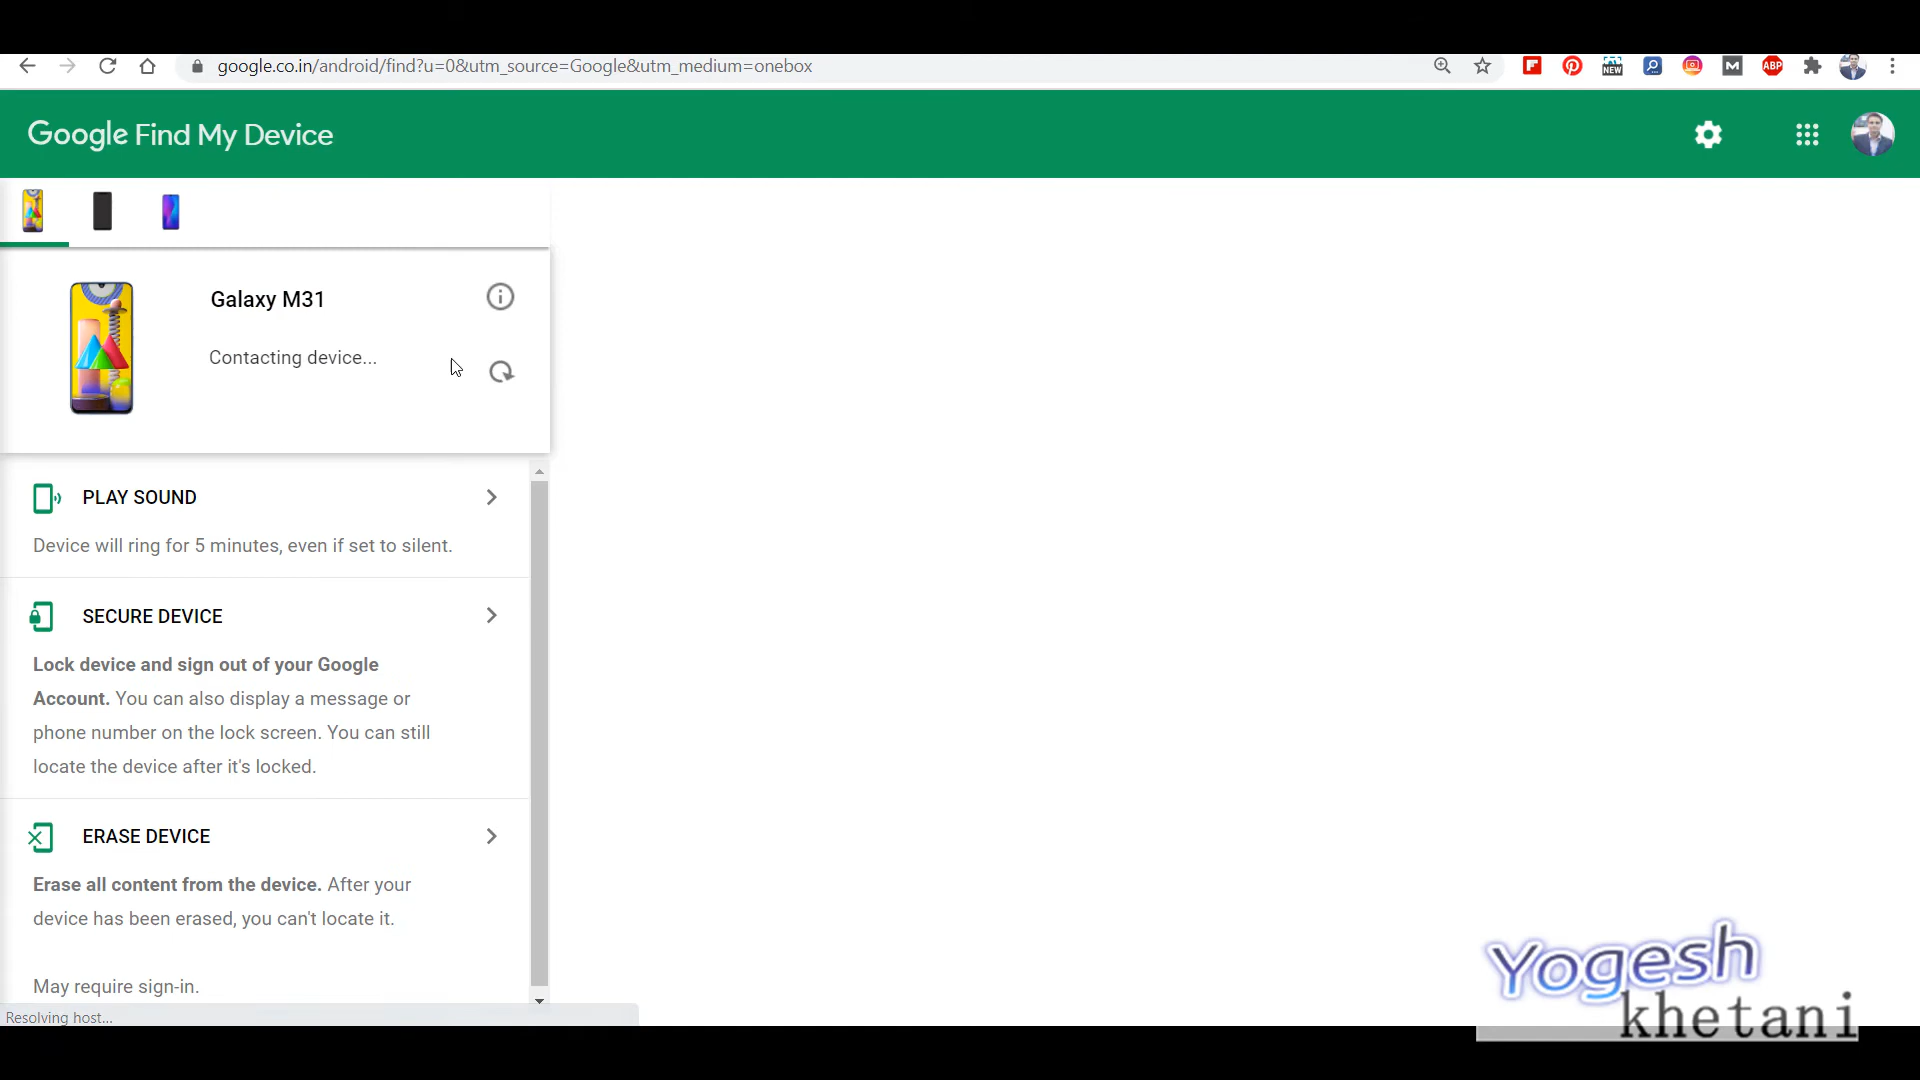 google.co.in/android/find?u=0&utm_source=Google&utm_medium=onebox
NEW
ABP
Google Find My Device
Galaxy M31
Contacting device...
PLAY SOUND
Device will ring for 5 minutes, even if set to silent.
SECURE DEVICE
Lock device and sign out of your Google
Account. You can also display a message or
phone number on the lock screen. You can still
locate the device after it's locked.
ERASE DEVICE
Erase all content from the device. After your
device has been erased, you can't locate it.
May require sign-in.
Resolving host...
Yogesh
khetani